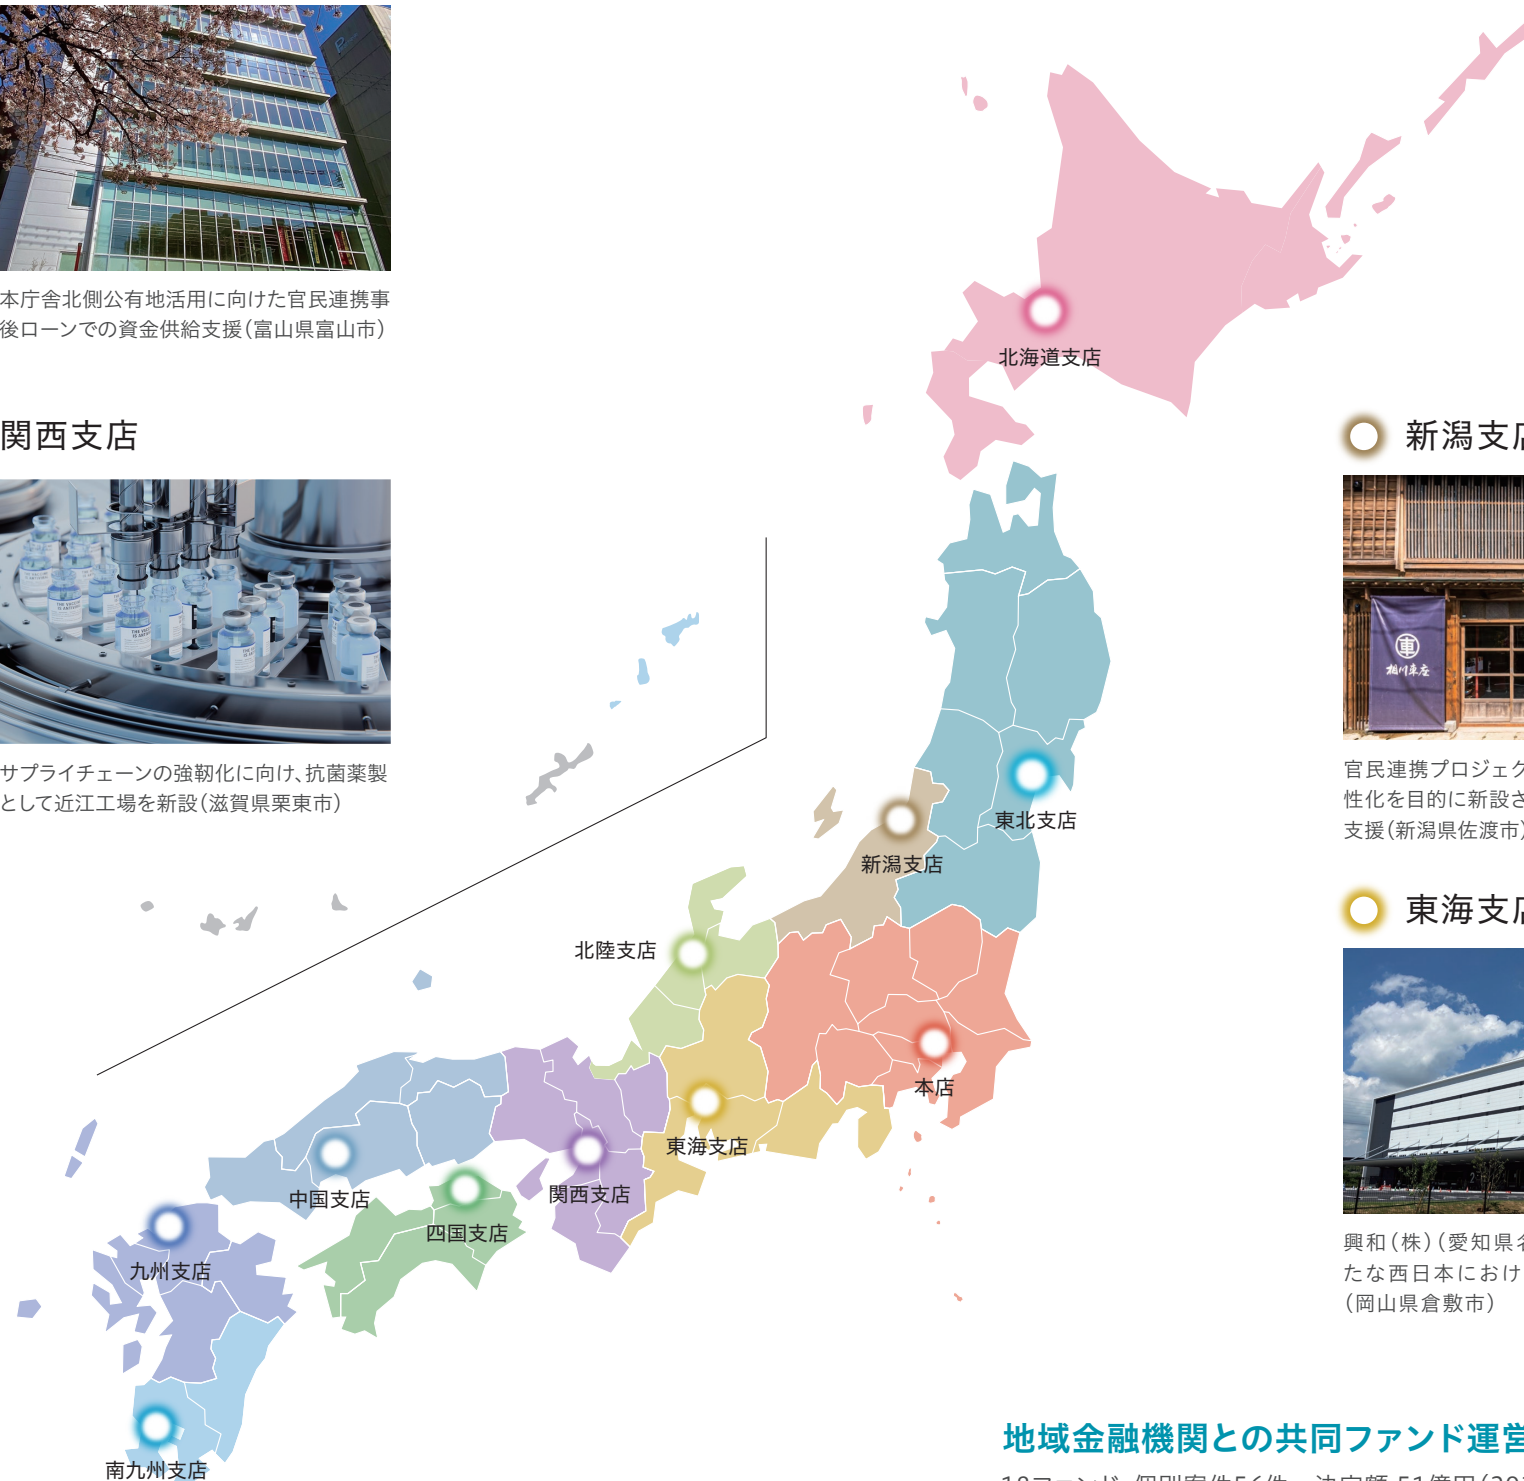 本庁舎北側公有地活用に向けた官民連携事
後ローンでの資金供給支援(富山県富山市)
関西支店
サプライチェーンの強靭化に向け、抗菌薬製
として近江工場を新設(滋賀県栗東市)
北海道支店
東北支店
新潟支店
北陸支店
本店
東海支店
関西支店
中国支店
四国支店
九州支店
南九州支店
新潟支店
相川車座
官民連携プロジェク
性化を目的に新設さ
支援(新潟県佐渡市)
東海支店
興和(株)(愛知県名
たな西日本におけ
(岡山県倉敷市)
地域金融機関との共同ファンド運営